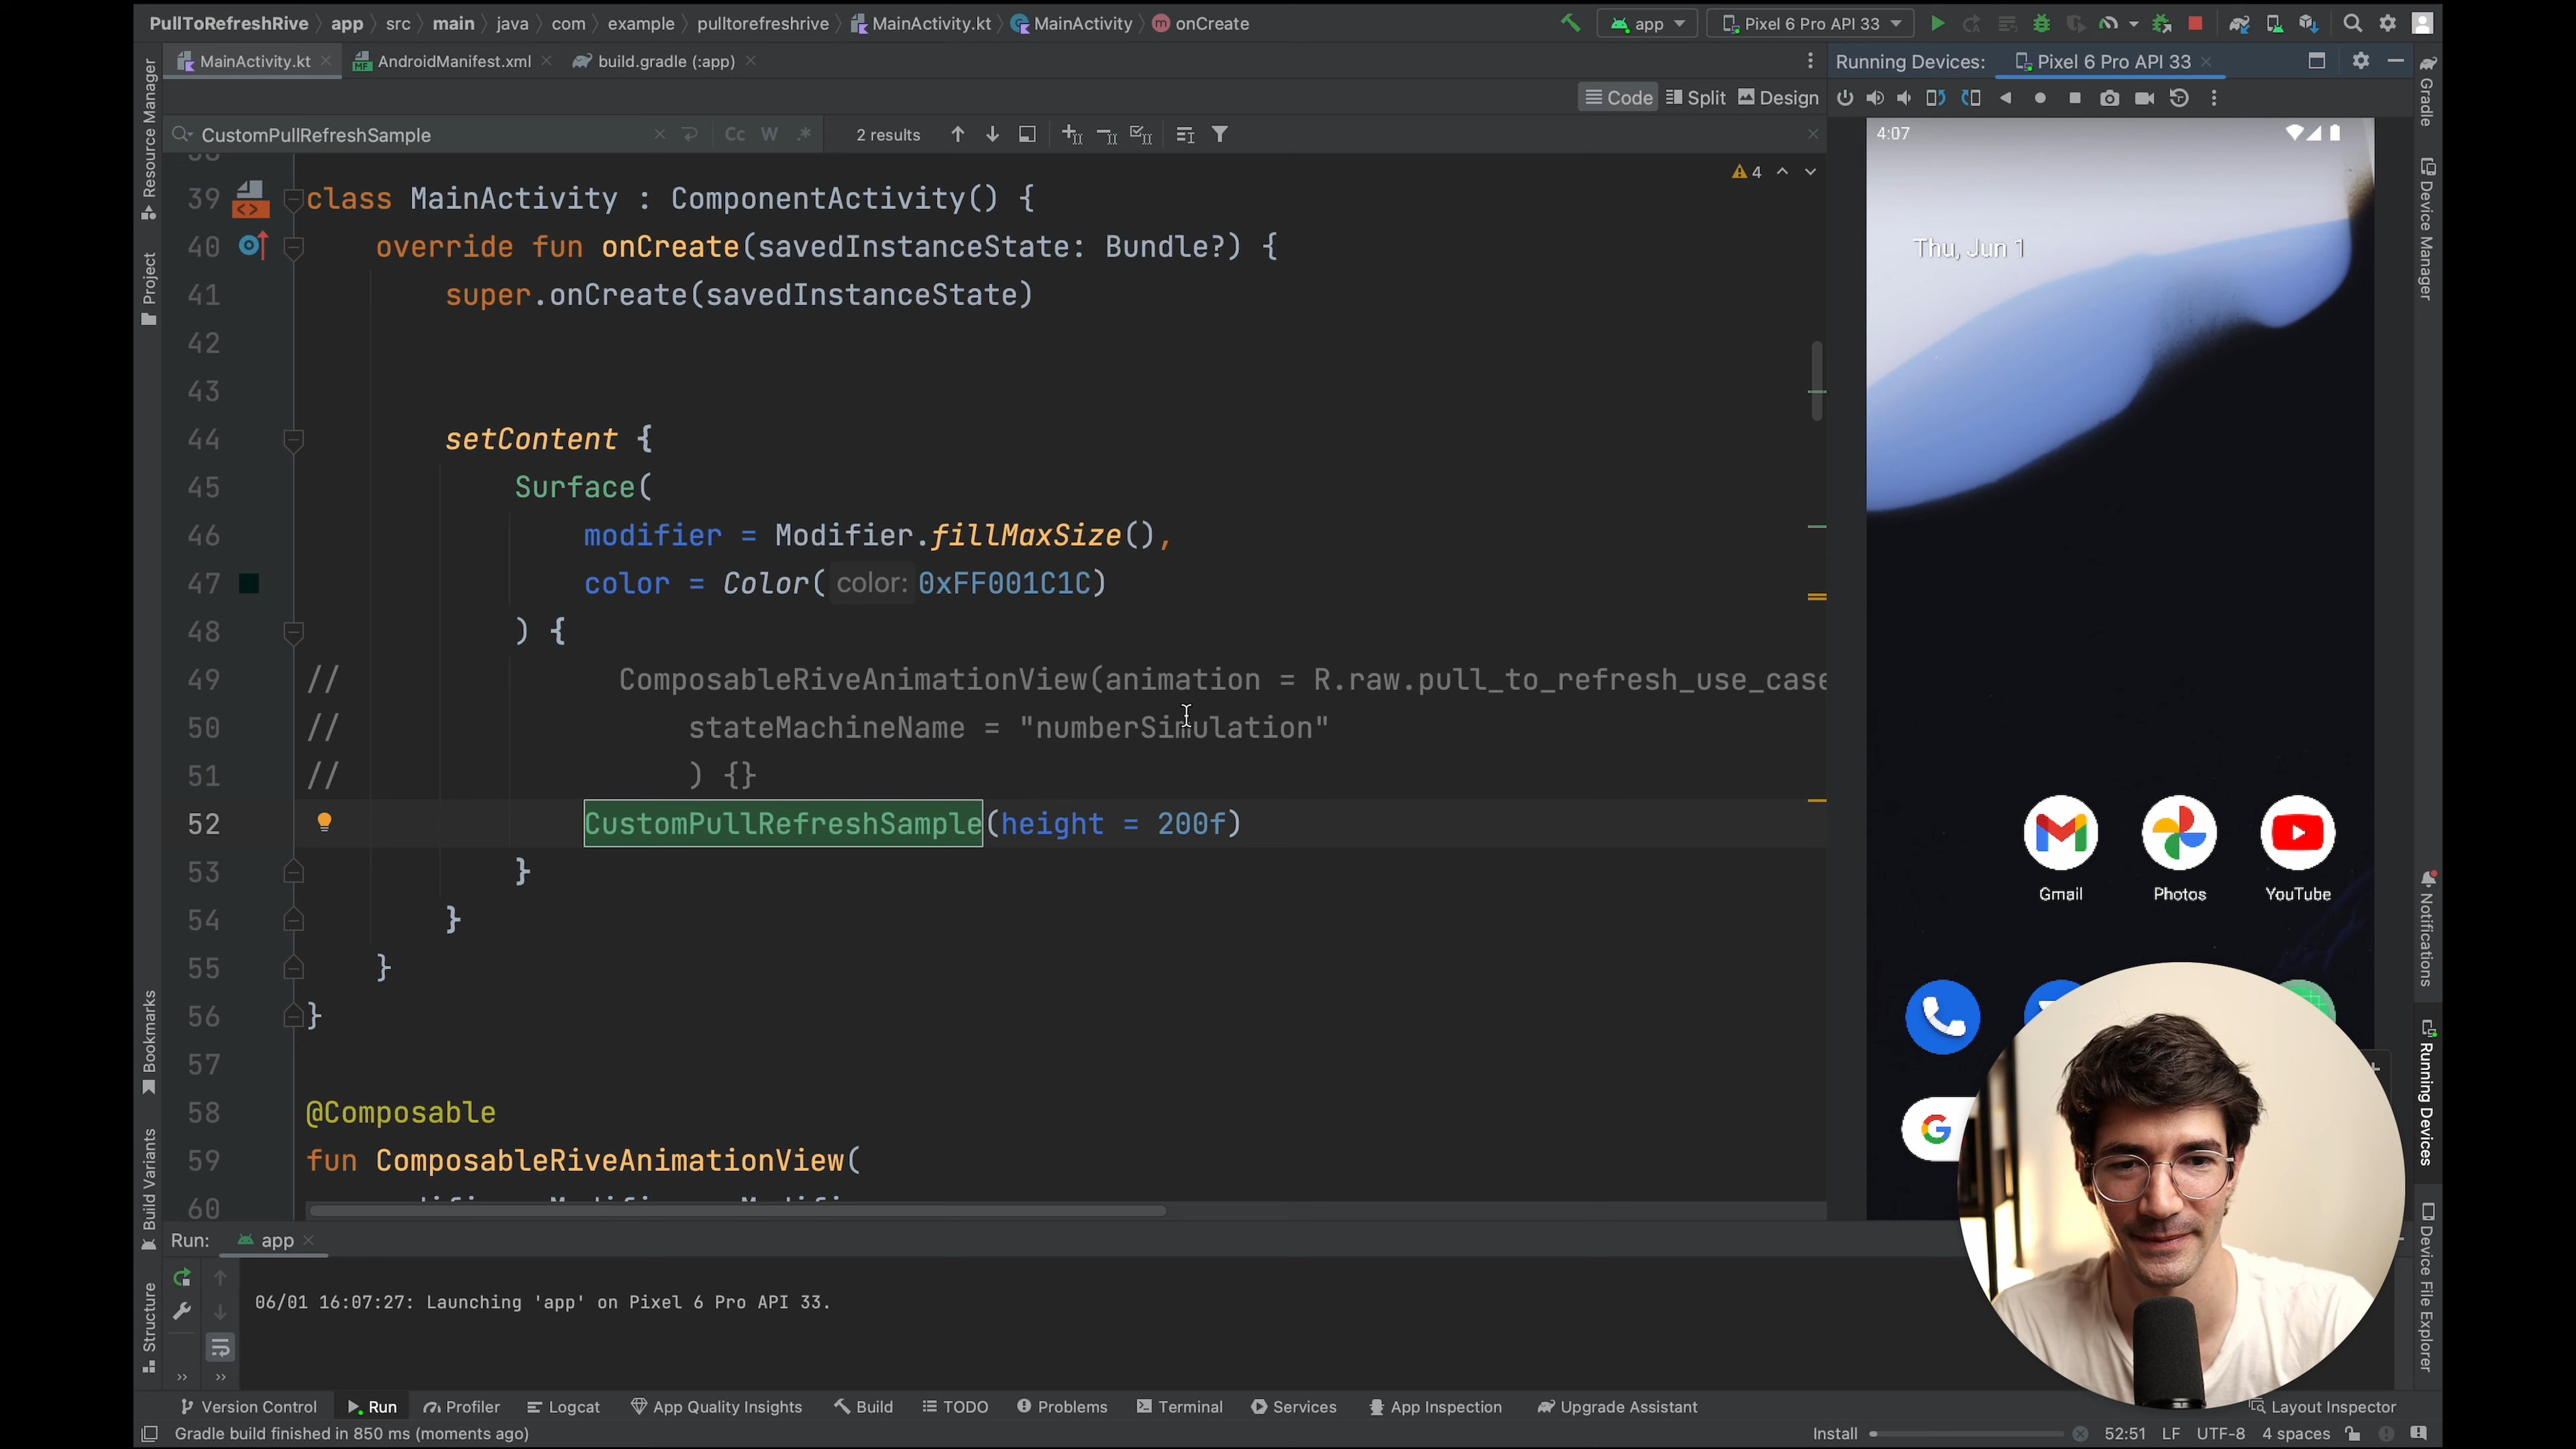 PullToRefreshRive app src main java com example pulltorefreshrive MainActivity.kt MainActivity onCreate
app Pixel 6 Pro API 33
MainActivity.kt AndroidManifest.xml build.gradle (:app)
Running Devices: Pixel 6 Pro API 33
Code Split Design
CustomPullRefreshSample Cc W .* 2 results
4
39 class MainActivity : ComponentActivity() {
40 override fun onCreate(savedInstanceState: Bundle?) {
41 super.onCreate(savedInstanceState)
42
43
44 setContent {
45 Surface(
46 modifier = Modifier.fillMaxSize(),
47 color = Color( color: 0xFF001C1C)
48 ) {
49 // ComposableRiveAnimationView(animation = R.raw.pull_to_refresh_use_case
50 // stateMachineName = "numberSimulation"
51 // ) {}
52 CustomPullRefreshSample(height = 200f)
53 }
54 }
55 }
56 }
57
58 @Composable
59 fun ComposableRiveAnimationView(
60
Resource Manager
Project
Bookmarks
Build Variants
Structure
4:07
Thu, Jun 1
Gmail Photos YouTube
G
Gradle
Device Manager
Notifications
Running Devices
Device File Explorer
Run: app
06/01 16:07:27: Launching 'app' on Pixel 6 Pro API 33.
Version Control Run Profiler Logcat App Quality Insights Build TODO Problems Terminal Services App Inspection Upgrade Assistant Layout Inspector
Gradle build finished in 850 ms (moments ago) Install 52:51 LF UTF-8 4 spaces